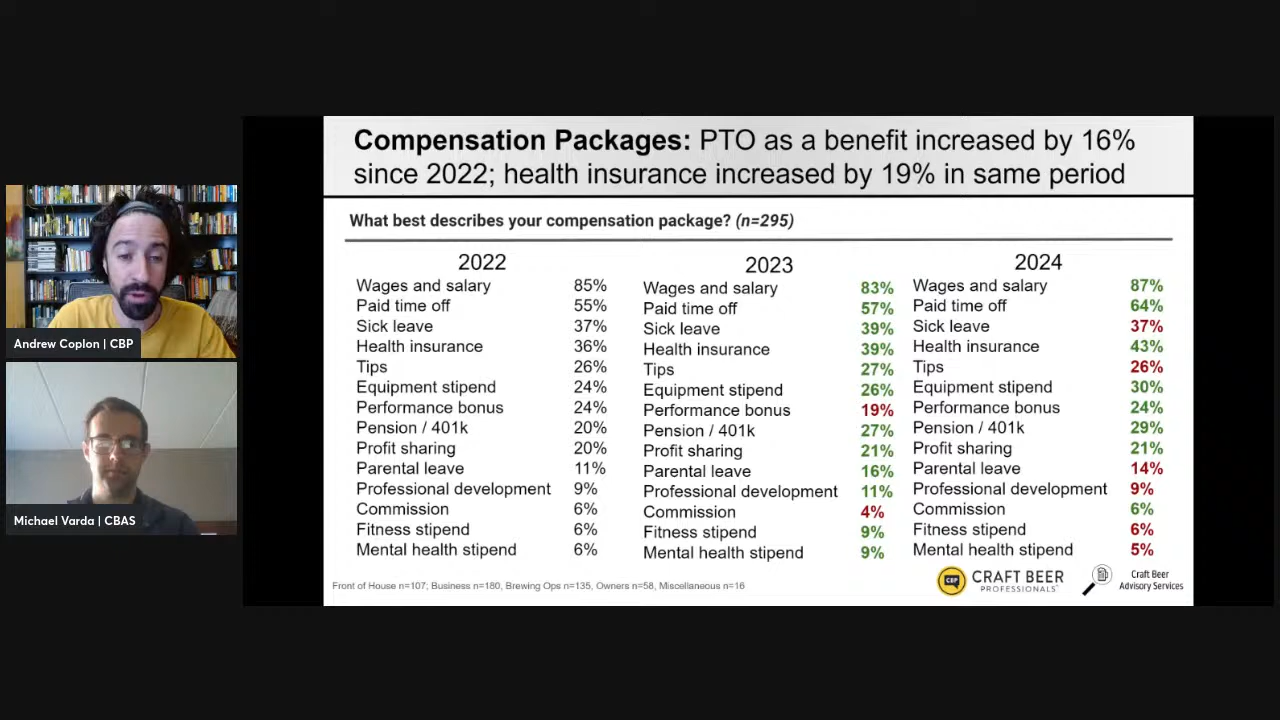 Compensation Packages: PTO as a benefit increased by 16%
since 2022; health insurance increased by 19% in same period
What best describes your compensation package? (n=295)
2022
Wages and salary 85%
Paid time off 55%
Sick leave 37%
Health insurance 36%
Tips 26%
Equipment stipend 24%
Performance bonus 24%
Pension / 401k 20%
Profit sharing 20%
Parental leave 11%
Professional development 9%
Commission 6%
Fitness stipend 6%
Mental health stipend 6%
2023
Wages and salary 83%
Paid time off 57%
Sick leave 39%
Health insurance 39%
Tips 27%
Equipment stipend 26%
Performance bonus 19%
Pension / 401k 27%
Profit sharing 21%
Parental leave 16%
Professional development 11%
Commission 4%
Fitness stipend 9%
Mental health stipend 9%
2024
Wages and salary 87%
Paid time off 64%
Sick leave 37%
Health insurance 43%
Tips 26%
Equipment stipend 30%
Performance bonus 24%
Pension / 401k 29%
Profit sharing 21%
Parental leave 14%
Professional development 9%
Commission 6%
Fitness stipend 6%
Mental health stipend 5%
Front of House n=107; Business n=180, Brewing Ops n=135, Owners n=58, Miscellaneous n=16
CBP
CRAFT BEER
PROFESSIONALS
Craft Beer
Advisory Services
Andrew Coplon | CBP
Michael Varda | CBAS